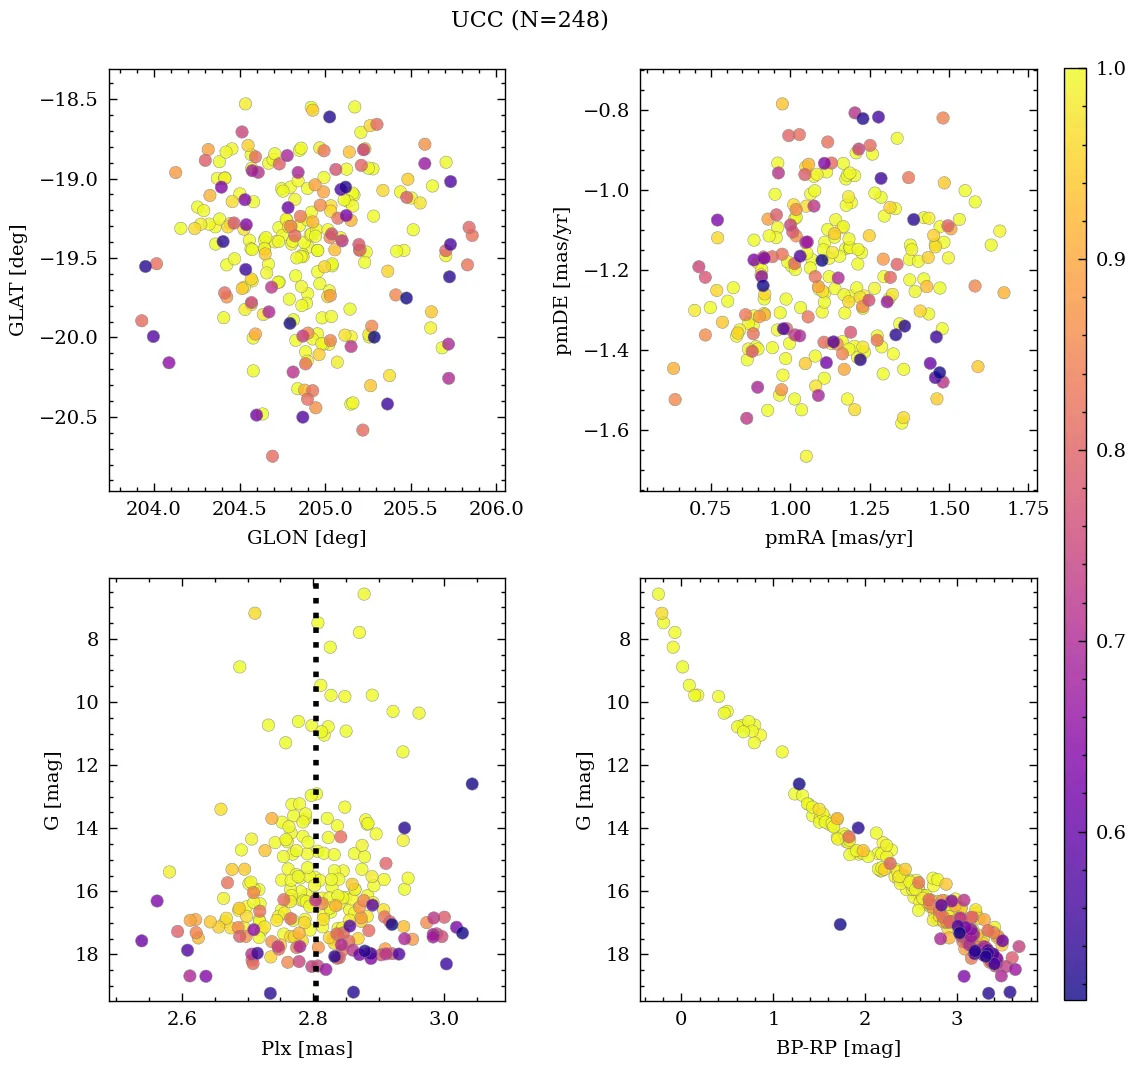 UCC (N=248)
−18.5
−19.0
−19.5
−20.0
−20.5
GLAT [deg]
204.0 204.5 205.0 205.5 206.0
GLON [deg]
−0.8
−1.0
−1.2
−1.4
−1.6
pmDE [mas/yr]
0.75 1.00 1.25 1.50 1.75
pmRA [mas/yr]
8
10
12
14
16
18
G [mag]
2.6 2.8 3.0
Plx [mas]
8
10
12
14
16
18
G [mag]
0 1 2 3
BP-RP [mag]
1.0
0.9
0.8
0.7
0.6